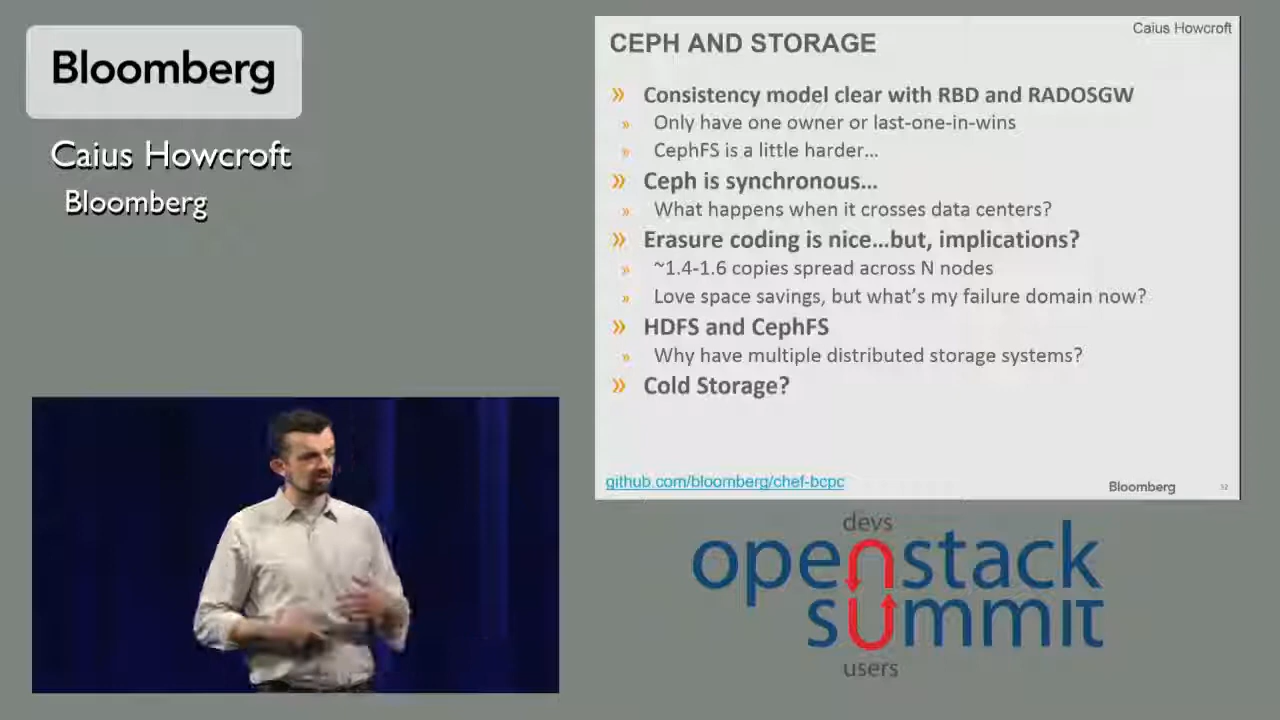 Bloomberg
Caius Howcroft
Bloomberg
Caius Howcroft
CEPH AND STORAGE
» Consistency model clear with RBD and RADOSGW
» Only have one owner or last-one-in-wins
» CephFS is a little harder…
» Ceph is synchronous…
» What happens when it crosses data centers?
» Erasure coding is nice…but, implications?
» ~1.4-1.6 copies spread across N nodes
» Love space savings, but what's my failure domain now?
» HDFS and CephFS
» Why have multiple distributed storage systems?
» Cold Storage?
github.com/bloomberg/chef-bcpc
Bloomberg
devs
openstack
summit
users